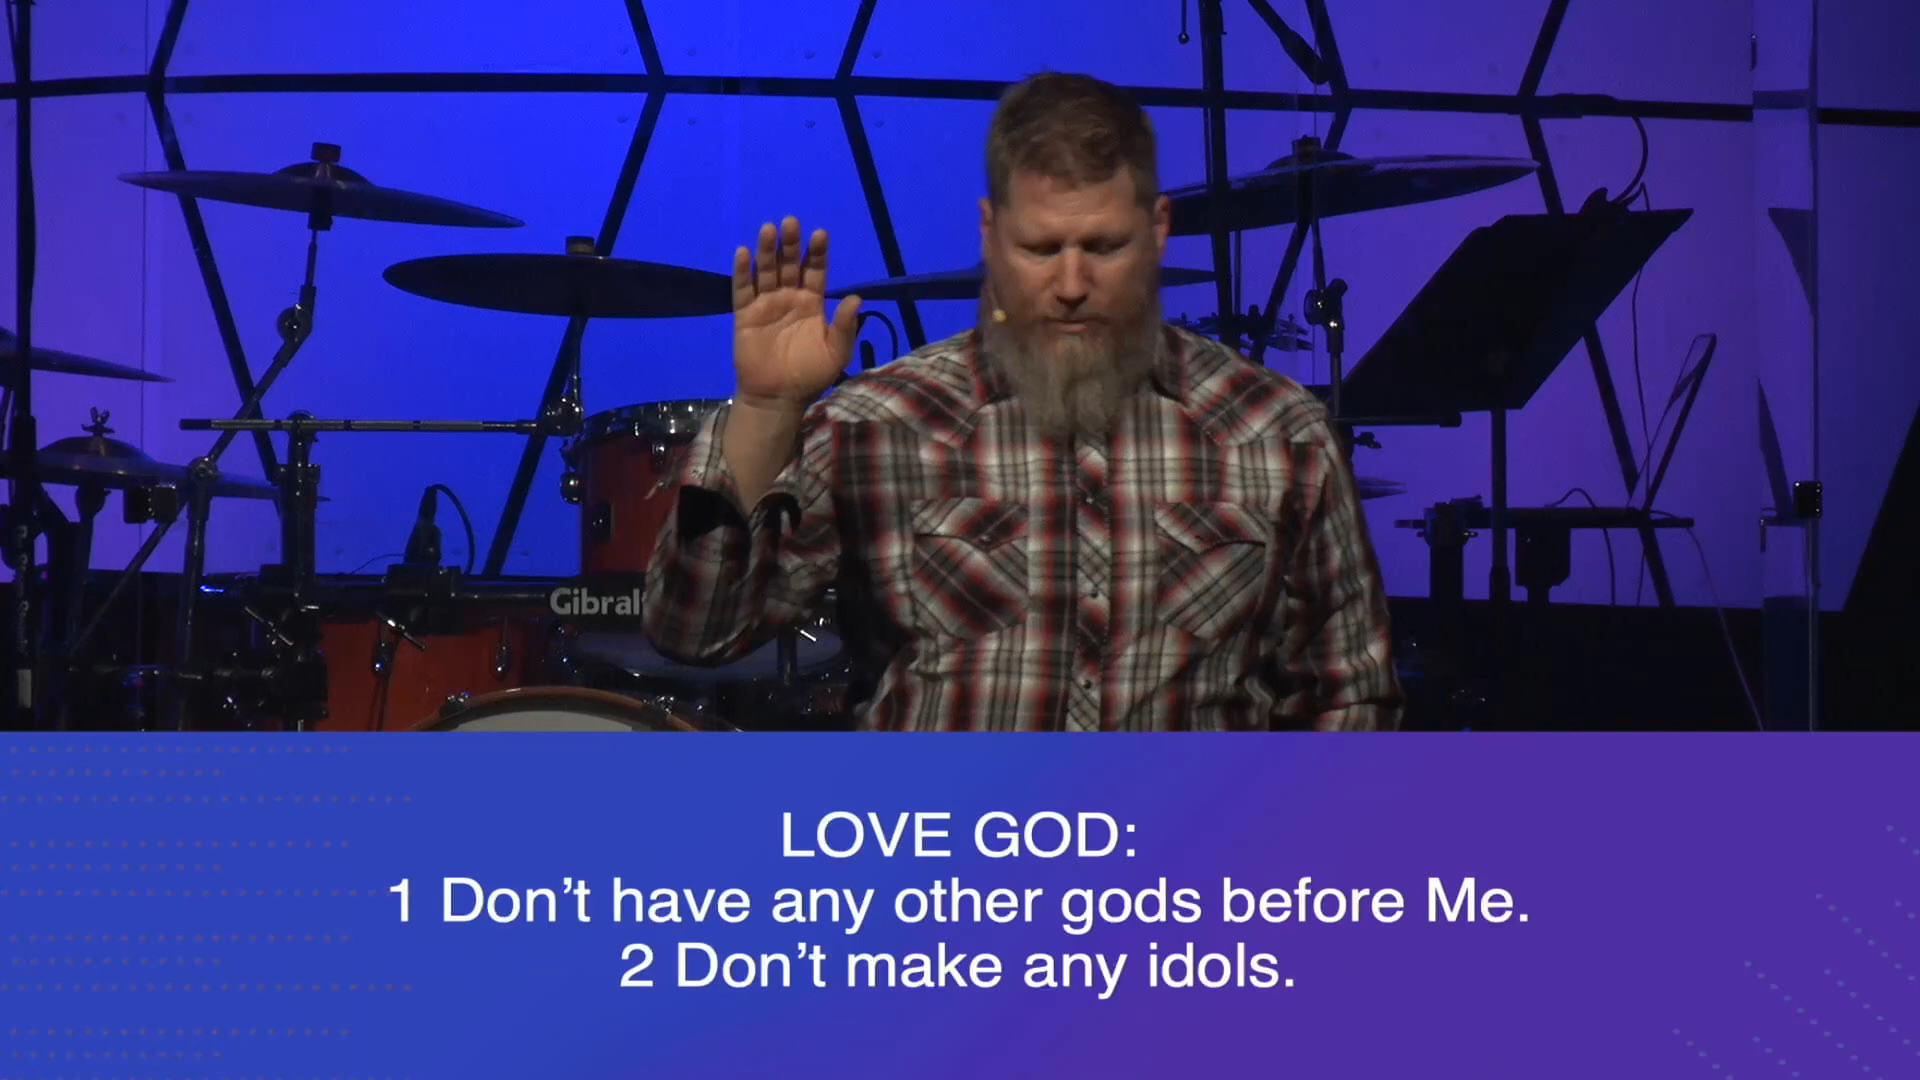 Gibral
LOVE GOD:
1 Don’t have any other gods before Me.
2 Don’t make any idols.